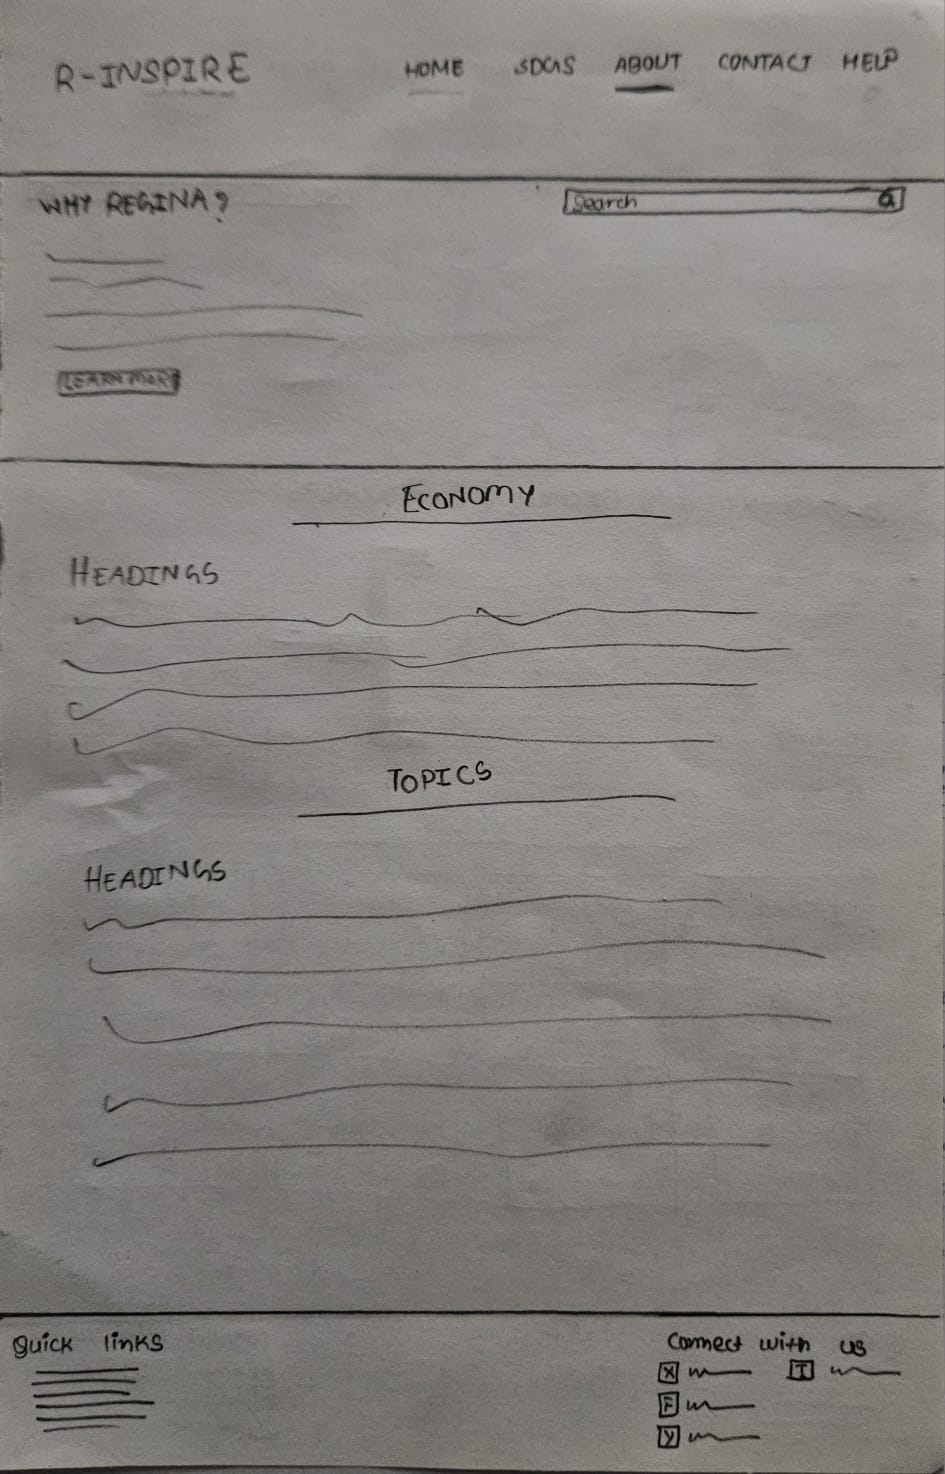 R-INSPIRE HOME SDGS ABOUT CONTACT HELP
WHY REGINA?
Search
LEARN MORE
ECONOMY
HEADINGS
TOPICS
HEADINGS
Quick links
Connect with us
X I
F
Y